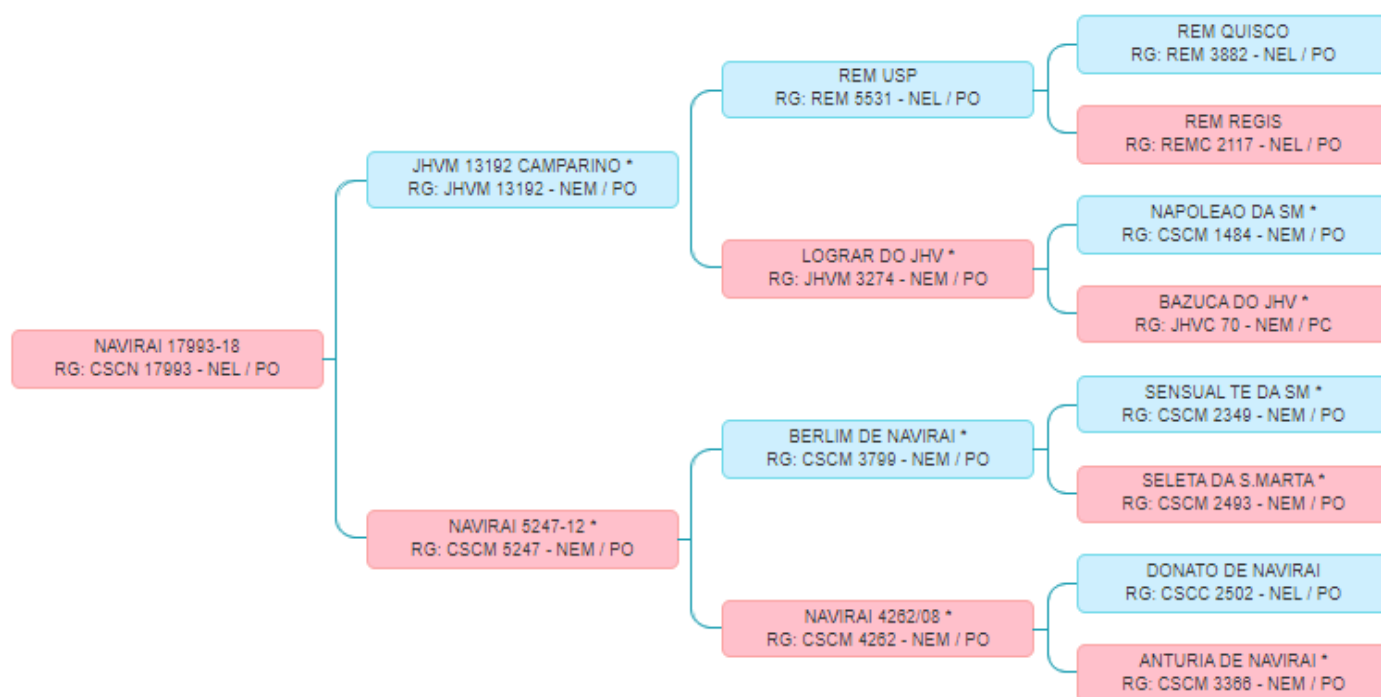 REM QUISCO
RG: REM 3882 - NEL / PO
REM USP
RG: REM 5531 - NEL / PO
REM REGIS
RG: REMC 2117 - NEL / PO
JHVM 13192 CAMPARINO *
RG: JHVM 13192 - NEM / PO
NAPOLEAO DA SM *
RG: CSCM 1484 - NEM / PO
LOGRAR DO JHV *
RG: JHVM 3274 - NEM / PO
BAZUCA DO JHV *
RG: JHVC 70 - NEM / PC
NAVIRAI 17993-18
RG: CSCN 17993 - NEL / PO
SENSUAL TE DA SM *
RG: CSCM 2349 - NEM / PO
BERLIM DE NAVIRAI *
RG: CSCM 3799 - NEM / PO
SELETA DA S.MARTA *
RG: CSCM 2493 - NEM / PO
NAVIRAI 5247-12 *
RG: CSCM 5247 - NEM / PO
DONATO DE NAVIRAI
RG: CSCC 2502 - NEL / PO
NAVIRAI 4262/08 *
RG: CSCM 4262 - NEM / PO
ANTURIA DE NAVIRAI *
RG: CSCM 3366 - NEM / PO